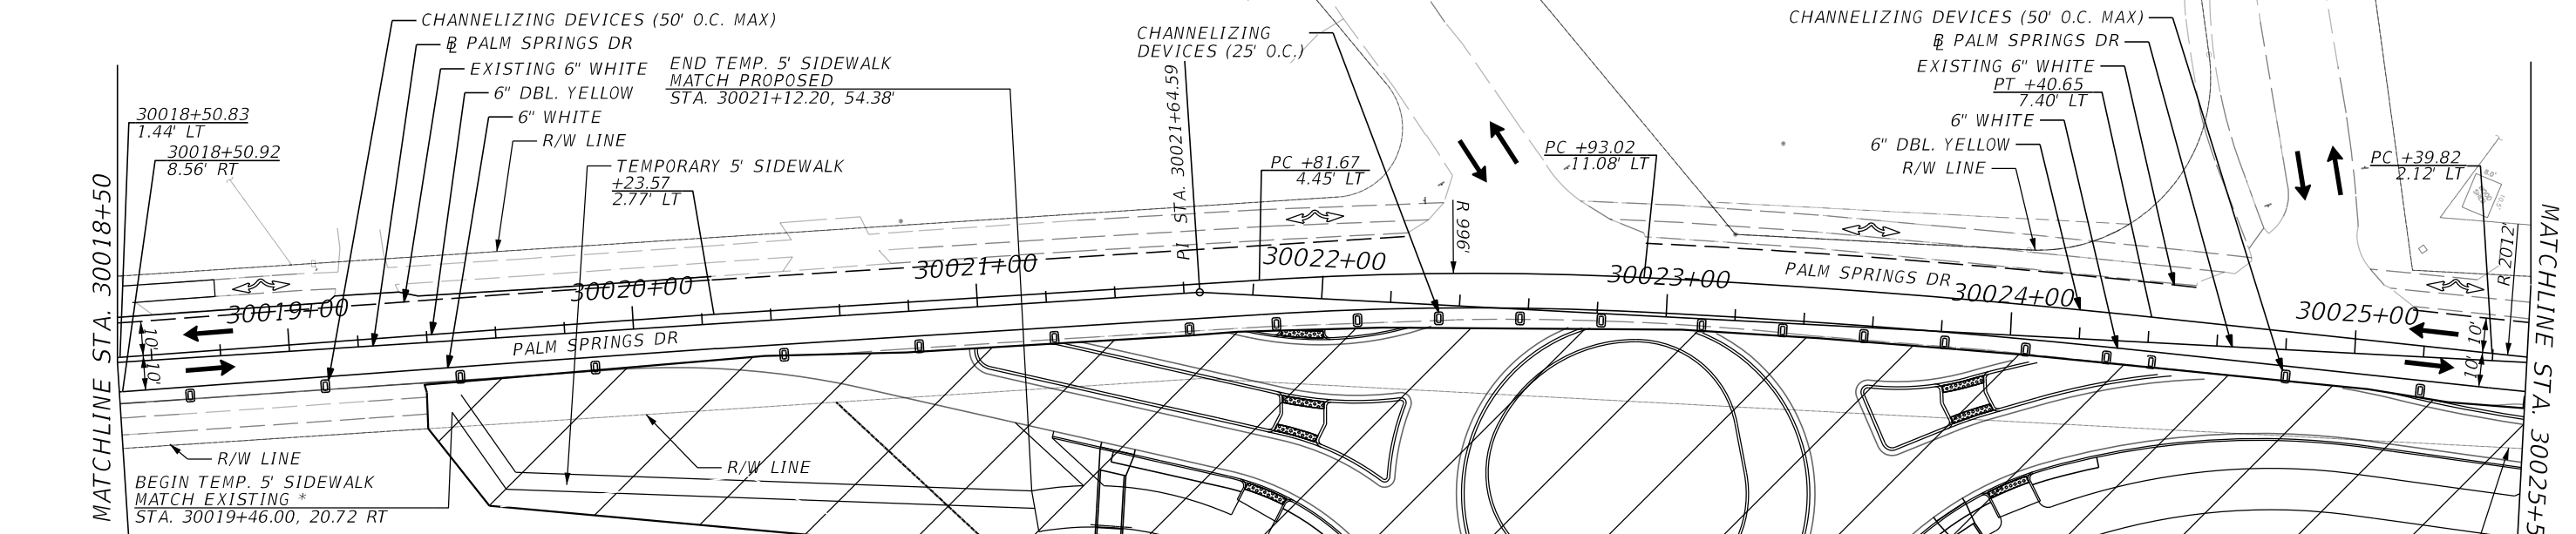 CHANNELIZING DEVICES (50' O.C. MAX)
BL PALM SPRINGS DR
EXISTING 6" WHITE
6" DBL. YELLOW
6" WHITE
R/W LINE
TEMPORARY 5' SIDEWALK
+23.57
2.77' LT
END TEMP. 5' SIDEWALK
MATCH PROPOSED
STA. 30021+12.20, 54.38'
30018+50.83
1.44' LT
30018+50.92
8.56' RT
MATCHLINE STA. 30018+50
CHANNELIZING
DEVICES (25' O.C.)
PI STA. 30021+64.59
PC +81.67
4.45' LT
R 996'
PC +93.02
11.08' LT
CHANNELIZING DEVICES (50' O.C. MAX)
BL PALM SPRINGS DR
EXISTING 6" WHITE
PT +40.65
7.40' LT
6" WHITE
6" DBL. YELLOW
R/W LINE
PC +39.82
2.12' LT
R 2012'
MATCHLINE STA. 30025+5
30019+00
30020+00
30021+00
30022+00
30023+00
30024+00
30025+00
PALM SPRINGS DR
PALM SPRINGS DR
10'
10'
10'
10'
R/W LINE
R/W LINE
BEGIN TEMP. 5' SIDEWALK
MATCH EXISTING *
STA. 30019+46.00, 20.72 RT